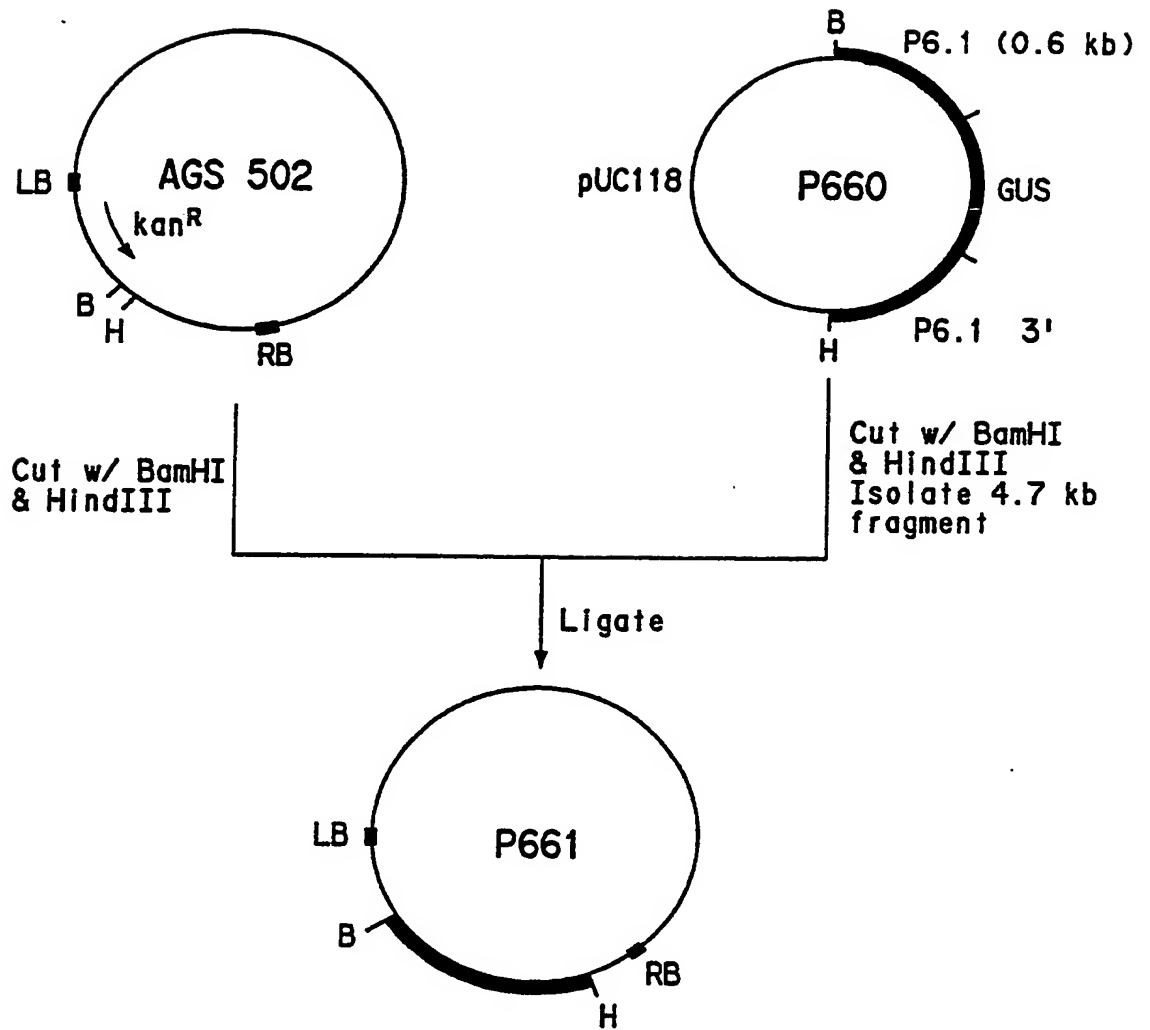 B
P6.1 (0.6 kb)
LB
AGS 502
kanR
B
H
RB
pUC118
P660
GUS
P6.1 3'
H
Cut w/ BamHI
& HindIII
Cut w/ BamHI
& HindIII
Isolate 4.7 kb
fragment
Ligate
LB
P661
B
RB
H